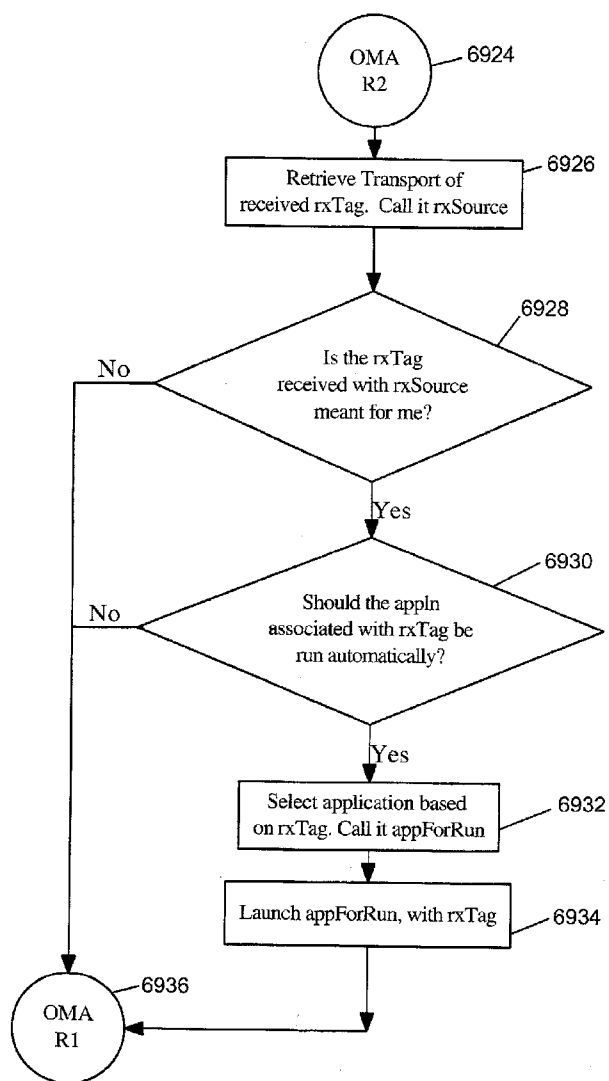 OMA
R2
6924
Retrieve Transport of
received rxTag. Call it rxSource
6926
Is the rxTag
received with rxSource
meant for me?
6928
No
Yes
Should the appln
associated with rxTag be
run automatically?
6930
No
Yes
Select application based
on rxTag. Call it appForRun
6932
Launch appForRun, with rxTag
6934
OMA
R1
6936